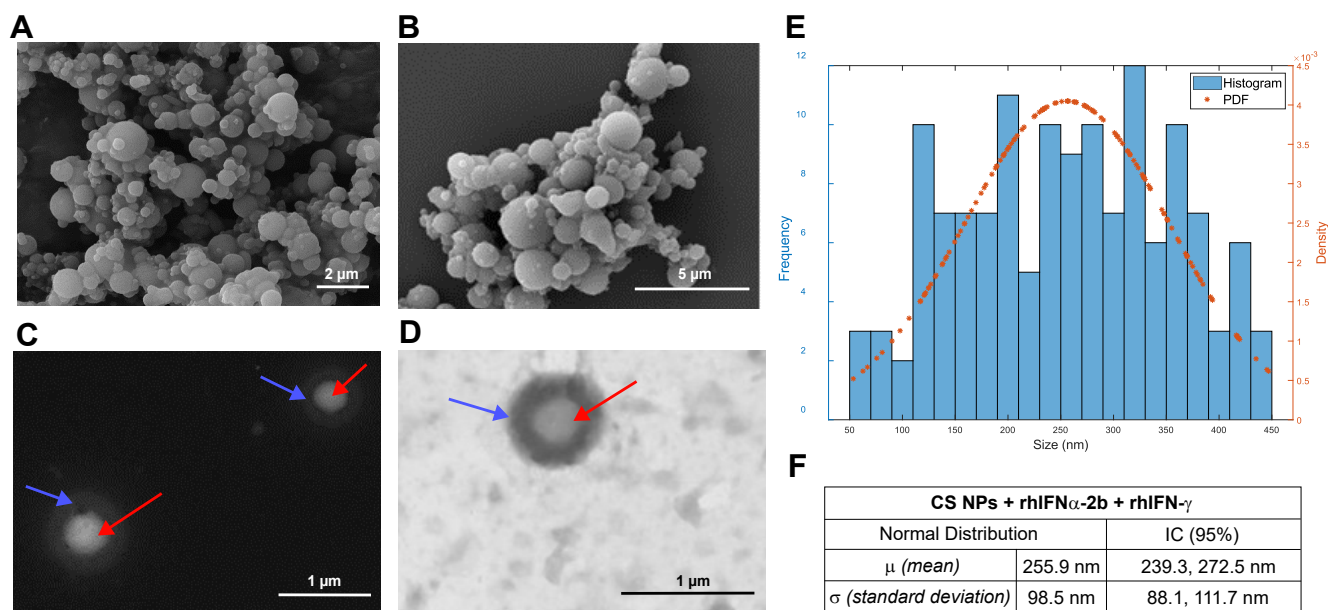 A
2 µm
B
5 µm
C
1 µm
D
1 µm
E
×10⁻³
12
10
8
6
4
2
0
Frequency
4.5
4
3.5
3
2.5
2
1.5
1
0.5
0
Density
Histogram
PDF
50 100 150 200 250 300 350 400 450
Size (nm)
F
CS NPs + rhIFNα-2b + rhIFN-γ
Normal Distribution IC (95%)
µ (mean) 255.9 nm 239.3, 272.5 nm
σ (standard deviation) 98.5 nm 88.1, 111.7 nm